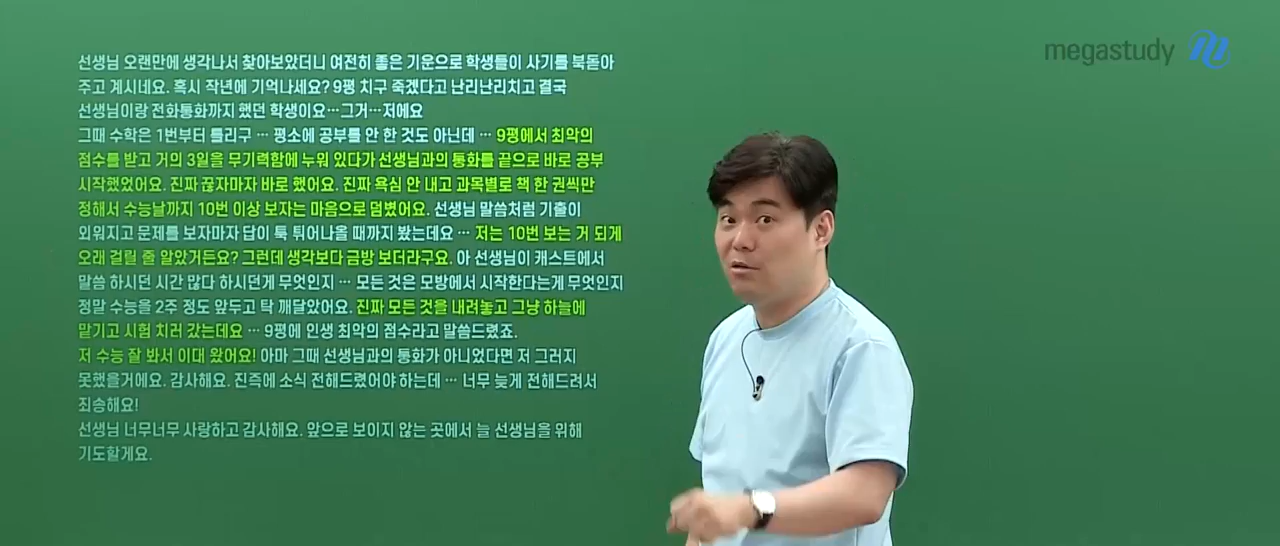 선생님 오랜만에 생각나서 찾아보았더니 여전히 좋은 기운으로 학생들이 사기를 북돋아
주고 계시네요. 혹시 작년에 기억나세요? 9평 치구 죽겠다고 난리난리치고 결국
선생님이랑 전화통화까지 했던 학생이요…그거…저에요
그때 수학은 1번부터 틀리구 … 평소에 공부를 안 한 것도 아닌데 … 9평에서 최악의
점수를 받고 거의 3일을 무기력함에 누워 있다가 선생님과의 통화를 끝으로 바로 공부
시작했었어요. 진짜 끊자마자 바로 했어요. 진짜 욕심 안 내고 과목별로 책 한 권씩만
정해서 수능날까지 10번 이상 보자는 마음으로 덤볐어요. 선생님 말씀처럼 기출이
외워지고 문제를 보자마자 답이 툭 튀어나올 때까지 봤는데요 … 저는 10번 보는 거 되게
오래 걸릴 줄 알았거든요? 그런데 생각보다 금방 보더라구요. 아 선생님이 캐스트에서
말씀 하시던 시간 많다 하시던게 무엇인지 … 모든 것은 모방에서 시작한다는게 무엇인지
정말 수능을 2주 정도 앞두고 탁 깨달았어요. 진짜 모든 것을 내려놓고 그냥 하늘에
맡기고 시험 치러 갔는데요 … 9평에 인생 최악의 점수라고 말씀드렸죠.
저 수능 잘 봐서 이대 왔어요! 아마 그때 선생님과의 통화가 아니었다면 저 그러지
못했을거에요. 감사해요. 진즉에 소식 전해드렸어야 하는데 … 너무 늦게 전해드려서
죄송해요!
선생님 너무너무 사랑하고 감사해요. 앞으로 보이지 않는 곳에서 늘 선생님을 위해
기도할게요.
megastudy